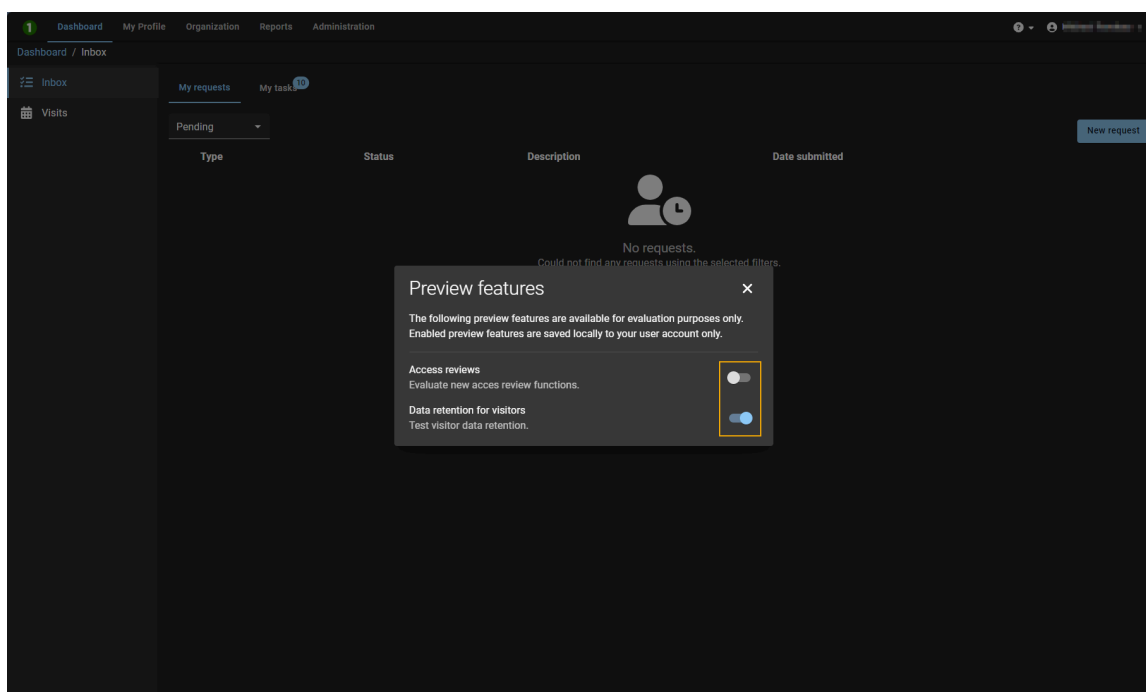 1 Dashboard My Profile Organization Reports Administration
Dashboard / Inbox
Inbox
Visits
My requests My tasks 10
Pending
New request
Type Status Description Date submitted
No requests.
Could not find any requests using the selected filters.
Preview features
The following preview features are available for evaluation purposes only.
Enabled preview features are saved locally to your user account only.
Access reviews
Evaluate new acces review functions.
Data retention for visitors
Test visitor data retention.